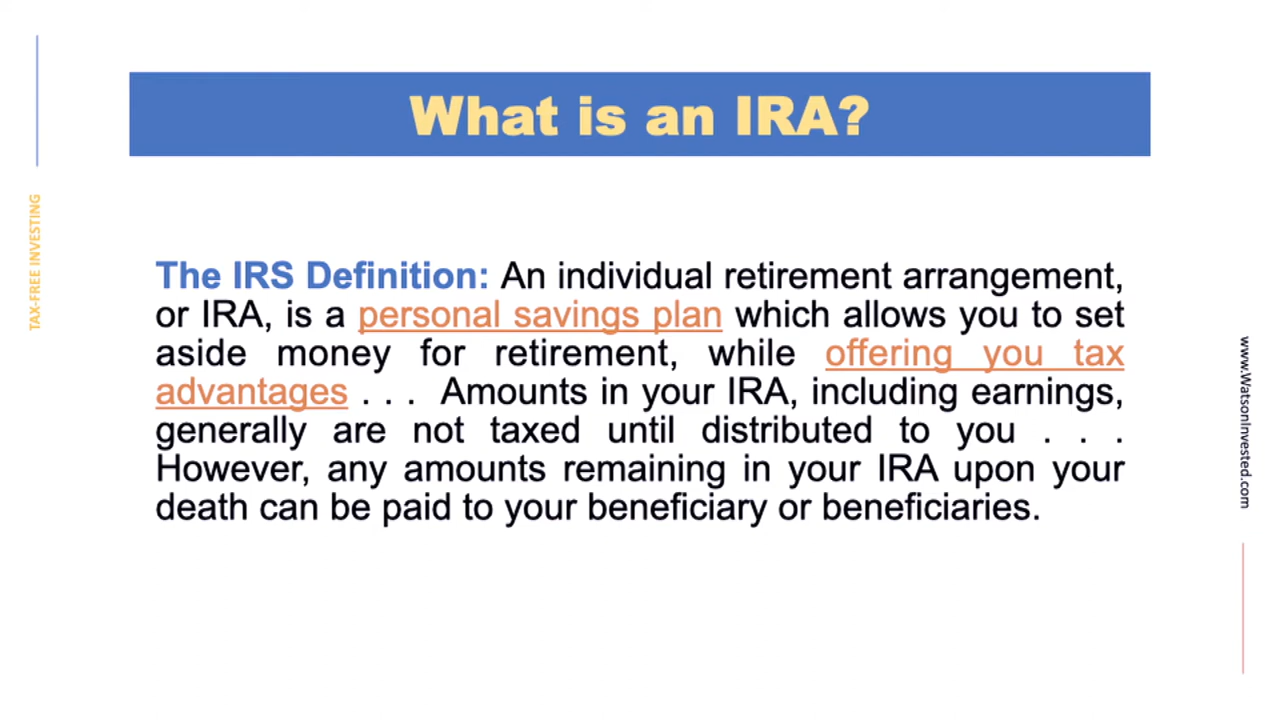 What is an IRA?
TAX-FREE INVESTING
The IRS Definition: An individual retirement arrangement,
or IRA, is a personal savings plan which allows you to set
aside money for retirement, while offering you tax
advantages . . . Amounts in your IRA, including earnings,
generally are not taxed until distributed to you . . .
However, any amounts remaining in your IRA upon your
death can be paid to your beneficiary or beneficiaries.
www.WatsonInvested.com